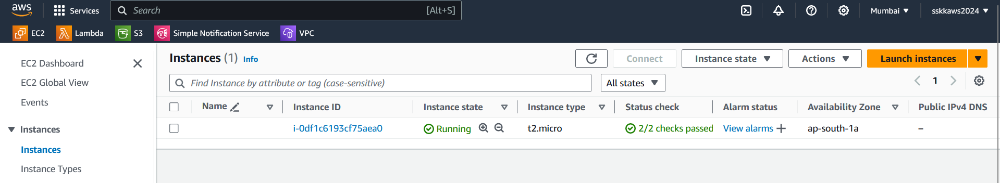 aws Services Search [Alt+S] Mumbai sskkaws2024
EC2 Lambda S3 Simple Notification Service VPC
EC2 Dashboard
EC2 Global View
Events
Instances
Instances
Instance Types
Instances (1) Info Connect Instance state Actions Launch instances
Find Instance by attribute or tag (case-sensitive) All states 1
Name Instance ID Instance state Instance type Status check Alarm status Availability Zone Public IPv4 DNS
i-0df1c6193cf75aea0 Running t2.micro 2/2 checks passed View alarms + ap-south-1a –